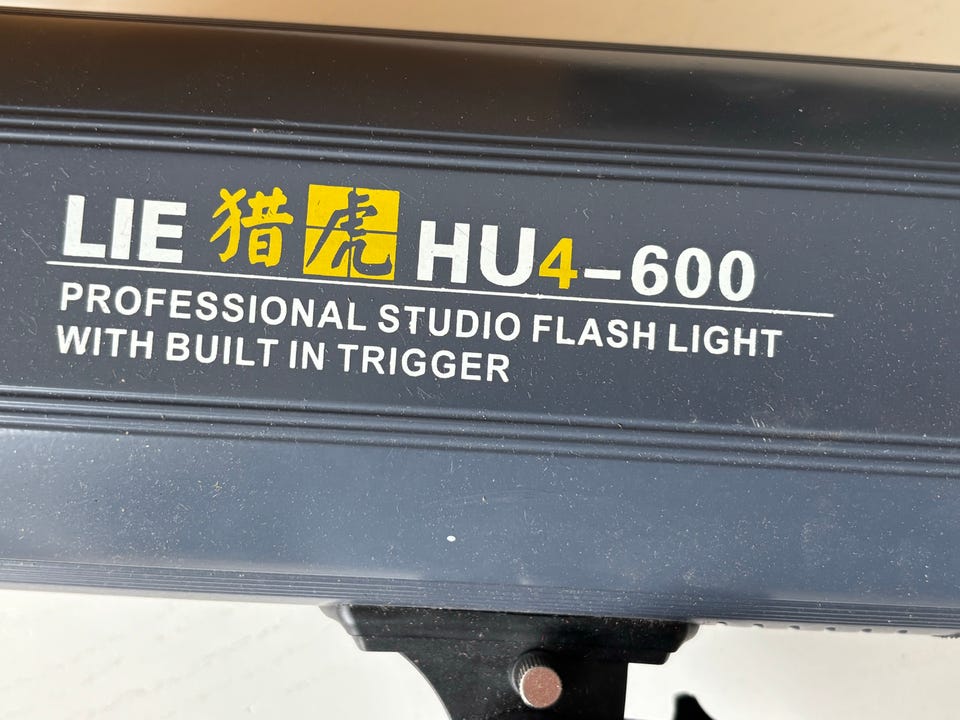 LIE 猎虎 HU4-600
PROFESSIONAL STUDIO FLASH LIGHT
WITH BUILT IN TRIGGER